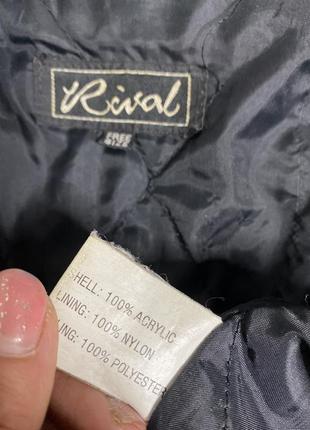 Rival
FREE
SIZE
SHELL: 100% ACRYLIC
LINING: 100% NYLON
LING: 100% POLYESTER